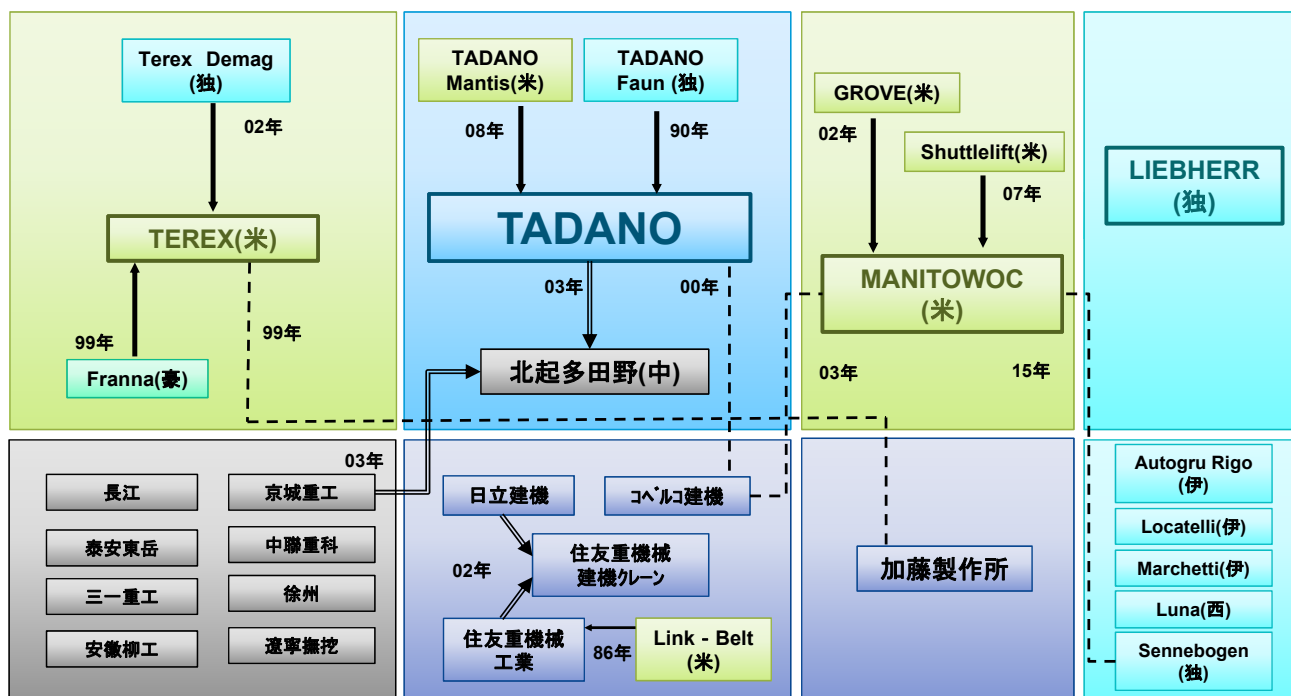 Terex Demag
(独)
02年
TEREX(米)
99年
99年
Franna(豪)
TADANO
Mantis(米)
TADANO
Faun (独)
08年
90年
TADANO
03年
00年
北起多田野(中)
GROVE(米)
02年
Shuttlelift(米)
07年
MANITOWOC
(米)
03年
15年
LIEBHERR
(独)
03年
長江
京城重工
泰安東岳
中聯重科
三一重工
徐州
安徽柳工
遼寧撫挖
日立建機
コベルコ建機
02年
住友重機械
建機クレーン
住友重機械
工業
86年
Link - Belt
(米)
加藤製作所
Autogru Rigo
(伊)
Locatelli(伊)
Marchetti(伊)
Luna(西)
Sennebogen
(独)